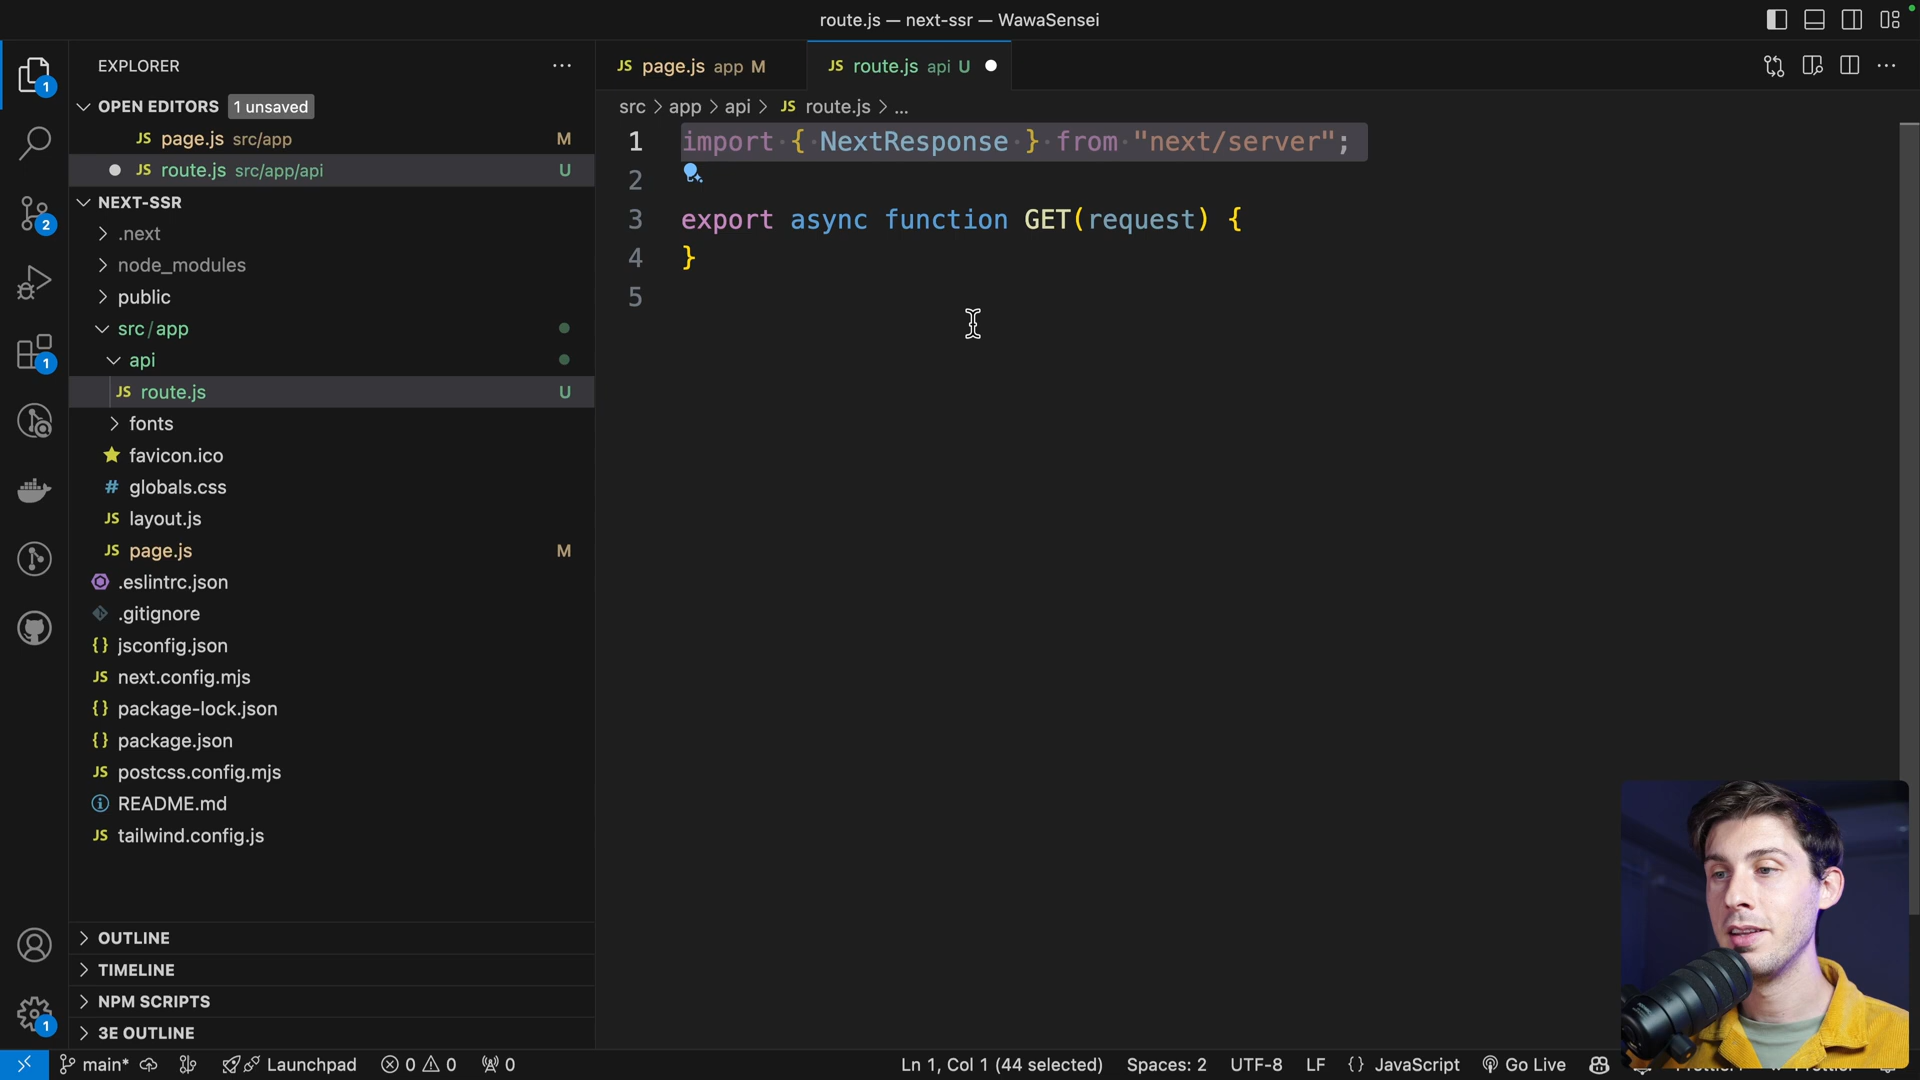 route.js — next-ssr — WawaSensei
EXPLORER
OPEN EDITORS 1 unsaved
JS page.js src/app M
JS route.js src/app/api U
NEXT-SSR
.next
node_modules
public
src/app
api
JS route.js U
fonts
favicon.ico
# globals.css
JS layout.js
JS page.js M
.eslintrc.json
.gitignore
{} jsconfig.json
JS next.config.mjs
{} package-lock.json
{} package.json
JS postcss.config.mjs
README.md
JS tailwind.config.js
OUTLINE
TIMELINE
NPM SCRIPTS
3E OUTLINE
1
2
1
1
JS page.js app M
JS route.js api U
src > app > api > JS route.js > ...
1 import { NextResponse } from "next/server";
2
3 export async function GET(request) {
4 }
5
main* Launchpad 0 0 0 Ln 1, Col 1 (44 selected) Spaces: 2 UTF-8 LF {} JavaScript Go Live